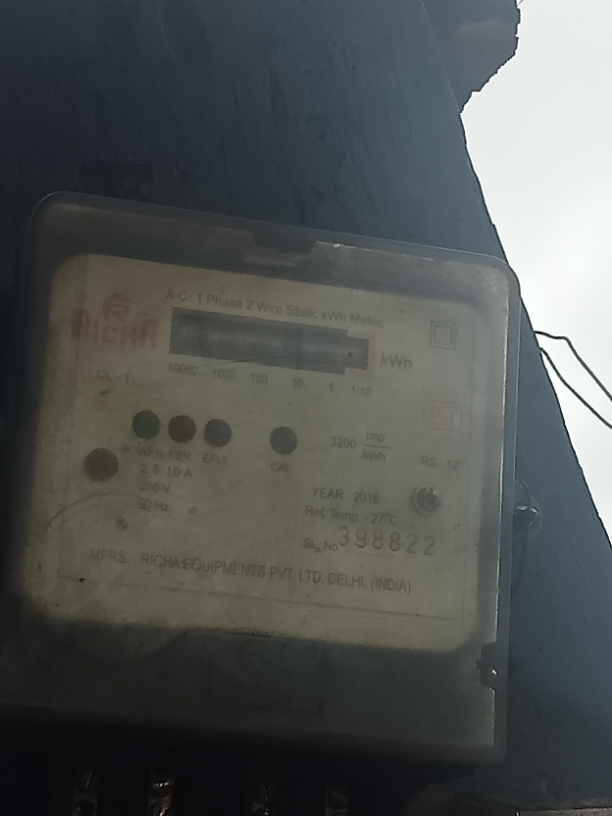 A.C. 1 Phase 2 Wire Static kWh Meter
RICHA
kWh
10000 1000 100 10 1 1/10
CL - 1
3200 Imp/kWh
POWER REV. EFLT CAL
RS : 12
2.5-10 A
240 V
50 Hz.
YEAR 2016
Ref. Temp. 27°C
SL. No 398822
MFRS. RICHA EQUIPMENTS PVT. LTD. DELHI, (INDIA)